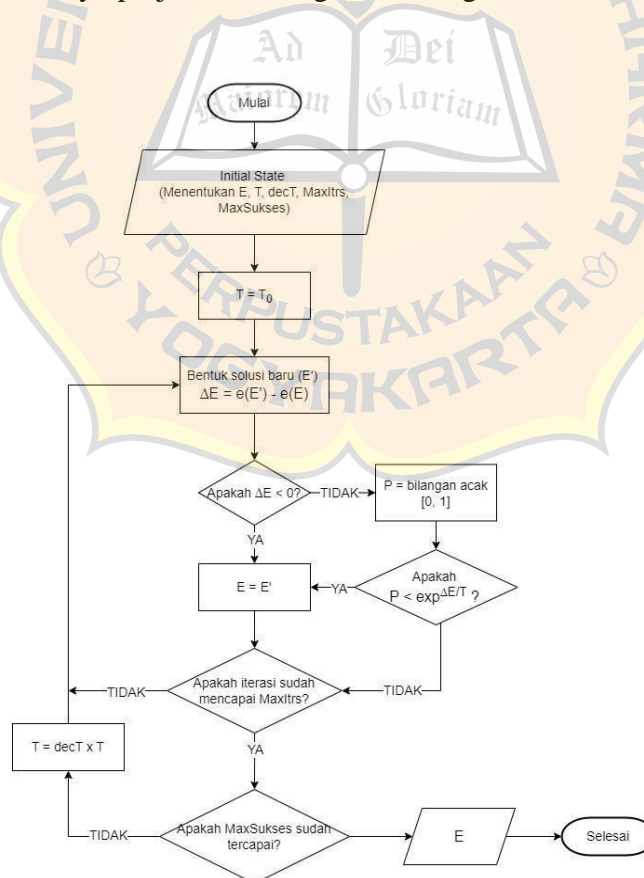 Ad Dei
Maiorem Gloriam
Mulai
Initial State
(Menentukan E, T, decT, MaxItrs,
MaxSukses)
T = T0
PERPUSTAKAAN
YOGYAKARTA
Bentuk solusi baru (E')
ΔE = e(E') - e(E)
Apakah ΔE < 0?
TIDAK
P = bilangan acak
[0, 1]
YA
E = E'
YA
Apakah
P < exp^ΔE/T ?
Apakah iterasi sudah
mencapai MaxItrs?
TIDAK
TIDAK
T = decT x T
YA
Apakah MaxSukses sudah
tercapai?
TIDAK
E
Selesai